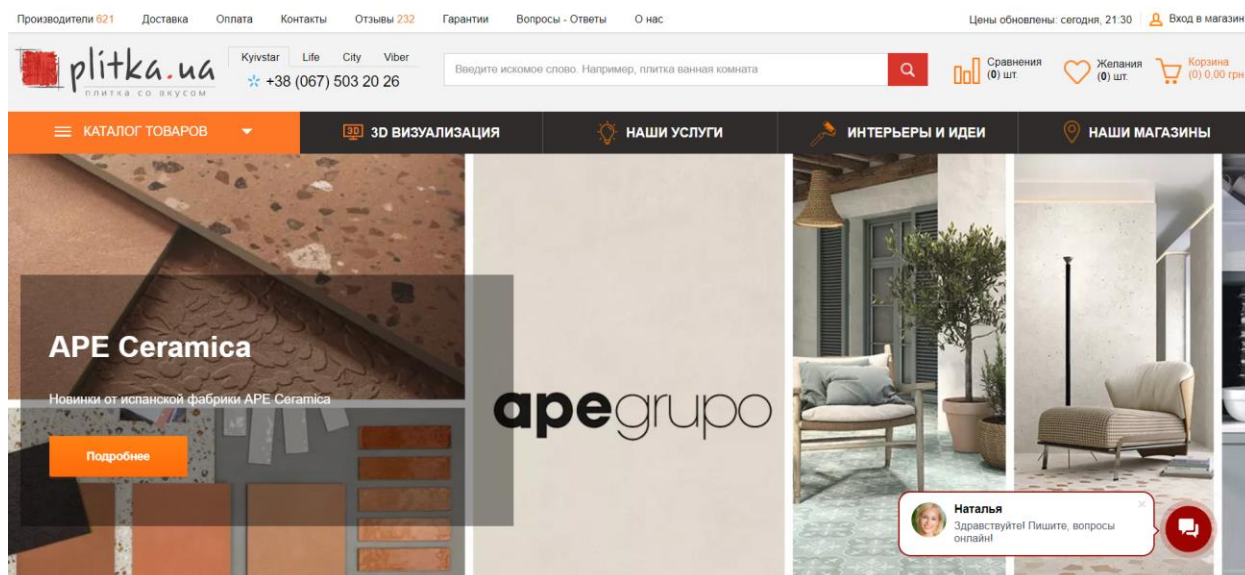 Производители 621 Доставка Оплата Контакты Отзывы 232 Гарантии Вопросы - Ответы О нас Цены обновлены: сегодня, 21:30 Вход в магазин
plitka.ua
плитка со вкусом
Kyivstar Life City Viber
+38 (067) 503 20 26
Введите искомое слово. Например, плитка ванная комната
Сравнения
(0) шт.
Желания
(0) шт.
Корзина
(0) 0,00 грн
КАТАЛОГ ТОВАРОВ 3D 3D ВИЗУАЛИЗАЦИЯ НАШИ УСЛУГИ ИНТЕРЬЕРЫ И ИДЕИ НАШИ МАГАЗИНЫ
APE Ceramica
Новинки от испанской фабрики APE Ceramica
Подробнее
apegrupo
Наталья
Здравствуйте! Пишите, вопросы
онлайн!